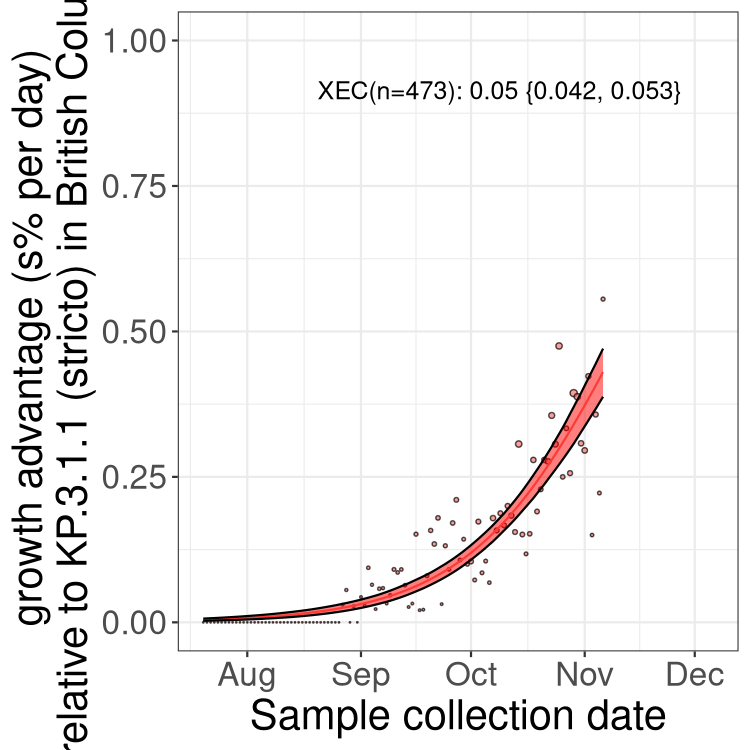 growth advantage (s% per day)
relative to KP.3.1.1 (stricto) in British Colu
1.00
0.75
0.50
0.25
0.00
XEC(n=473): 0.05 {0.042, 0.053}
Aug Sep Oct Nov Dec
Sample collection date